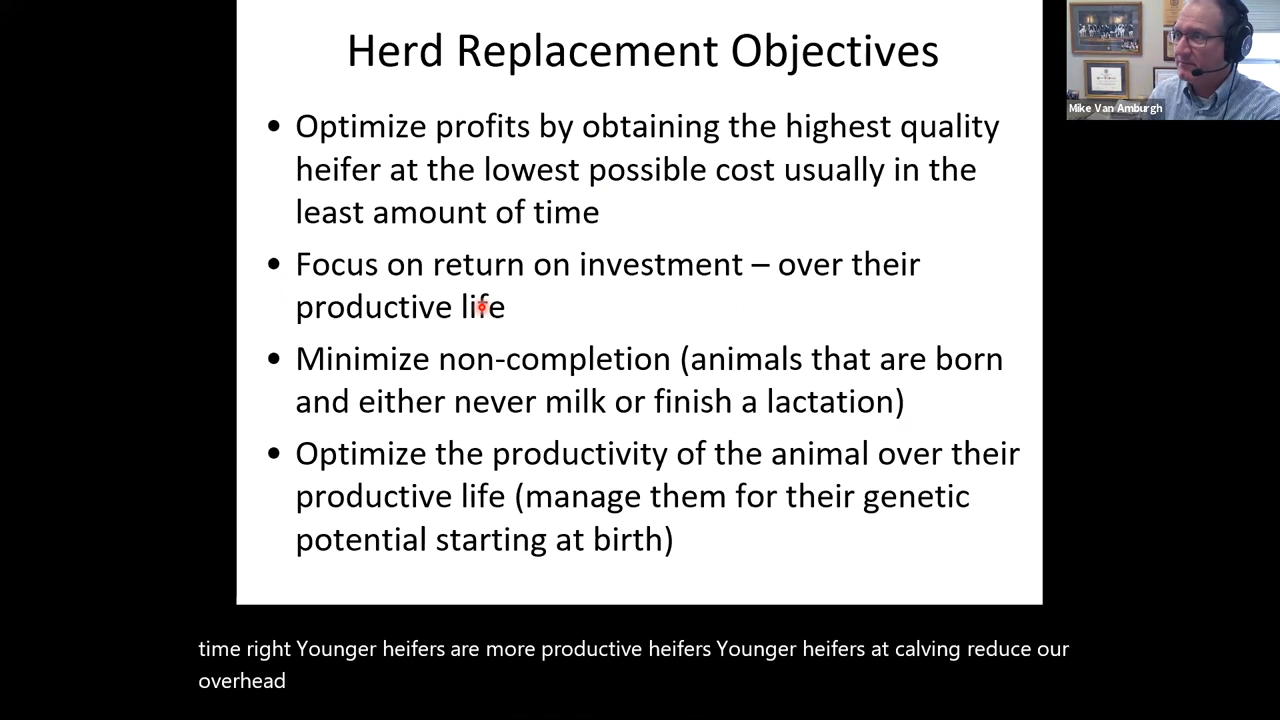 Herd Replacement Objectives
• Optimize profits by obtaining the highest quality
heifer at the lowest possible cost usually in the
least amount of time
• Focus on return on investment – over their
productive life
• Minimize non-completion (animals that are born
and either never milk or finish a lactation)
• Optimize the productivity of the animal over their
productive life (manage them for their genetic
potential starting at birth)
Mike Van Amburgh
time right Younger heifers are more productive heifers Younger heifers at calving reduce our
overhead